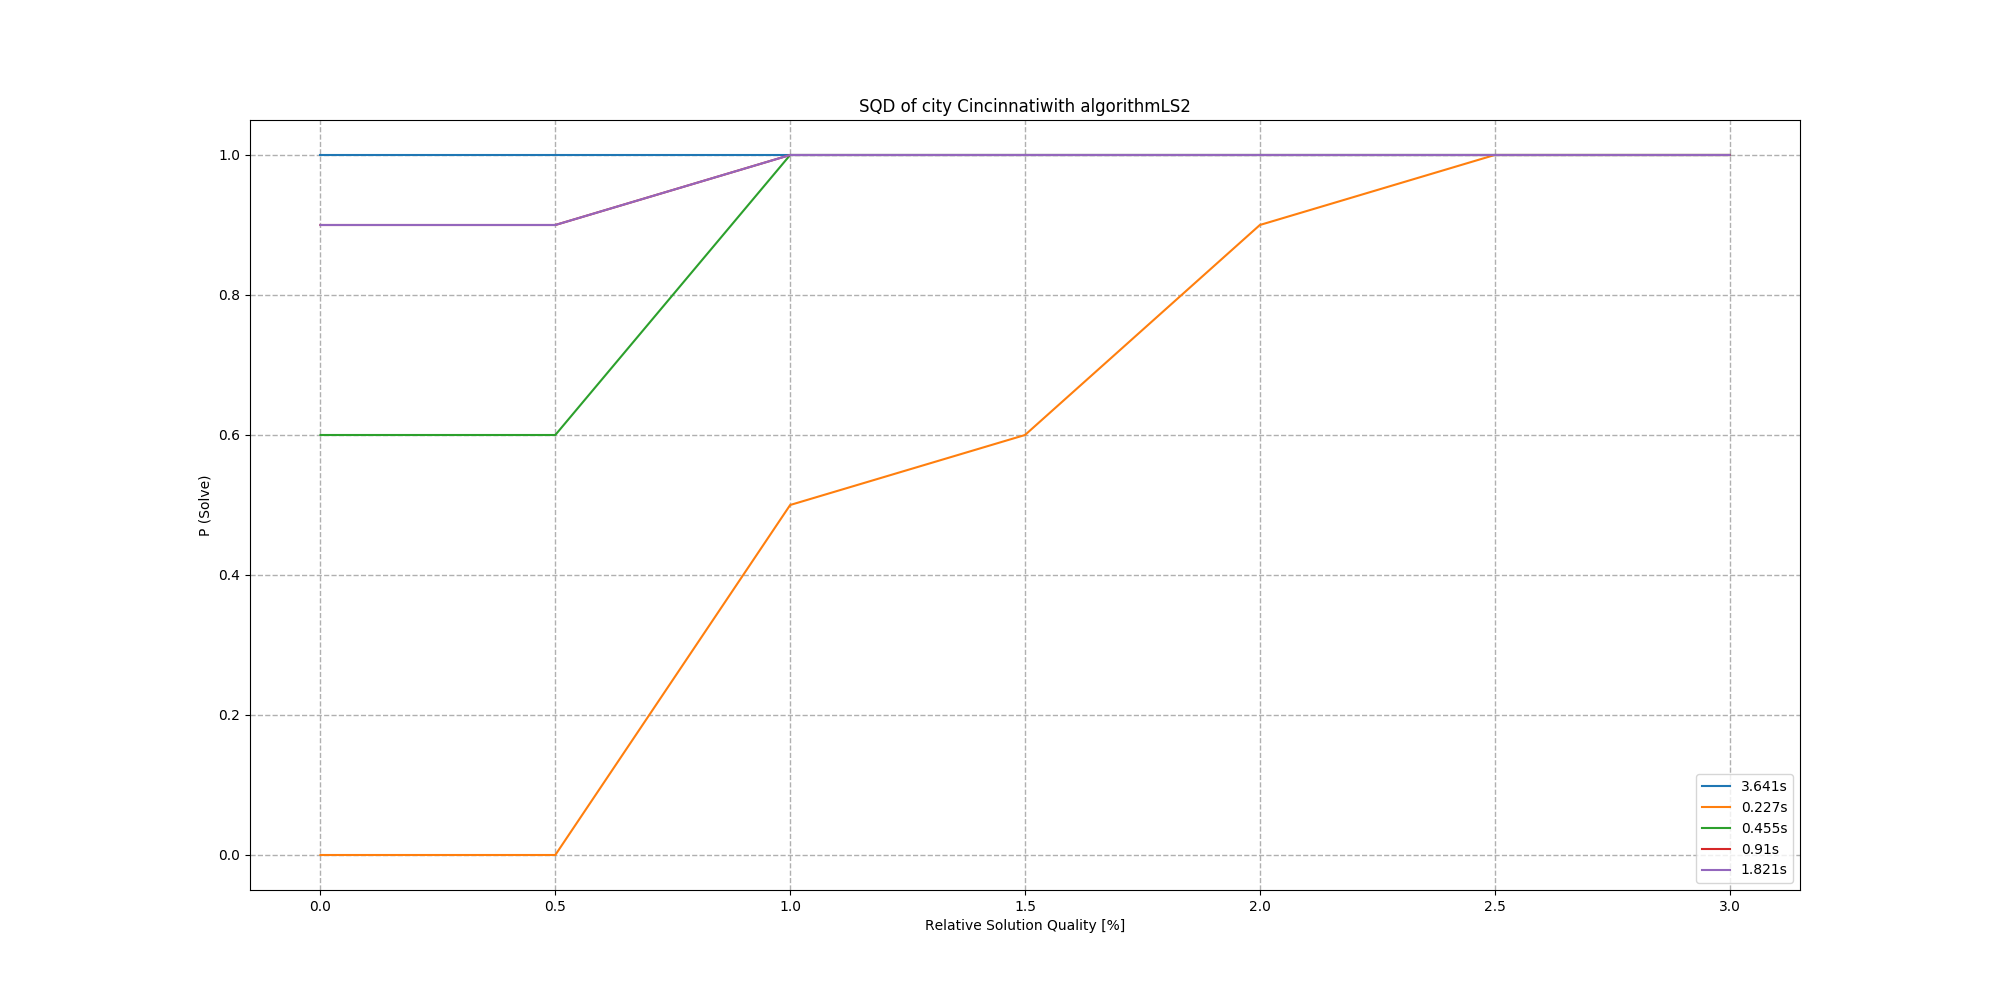 SQD of city Cincinnatiwith algorithmLS2
1.0
0.8
0.6
0.4
0.2
0.0
P (Solve)
0.0 0.5 1.0 1.5 2.0 2.5 3.0
Relative Solution Quality [%]
3.641s
0.227s
0.455s
0.91s
1.821s